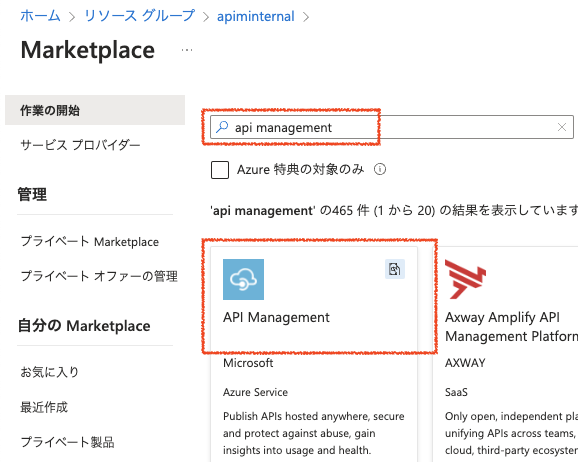 ホーム > リソース グループ > apiminternal >
Marketplace ...
作業の開始
サービス プロバイダー
管理
プライベート Marketplace
プライベート オファーの管理
自分の Marketplace
お気に入り
最近作成
プライベート製品
api management
Azure 特典の対象のみ
'api management' の465 件 (1 から 20) の結果を表示しています
API Management
Microsoft
Azure Service
Publish APIs hosted anywhere, secure
and protect against abuse, gain
insights into usage and health.
Axway Amplify API
Management Platform
AXWAY
SaaS
Only open, independent
unifying APIs across teams,
cloud, third-party